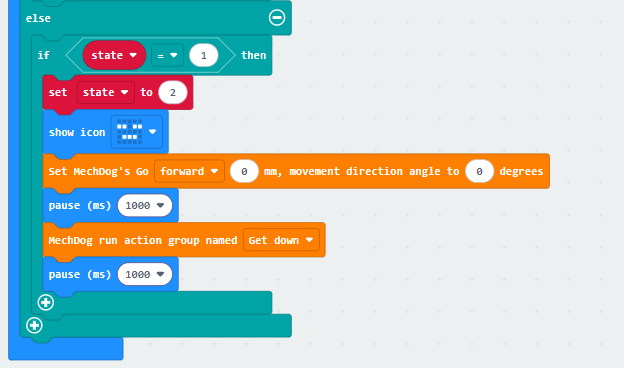 else
if state = 1 then
set state to 2
show icon
Set MechDog's Go forward 0 mm, movement direction angle to 0 degrees
pause (ms) 1000
MechDog run action group named Get down
pause (ms) 1000